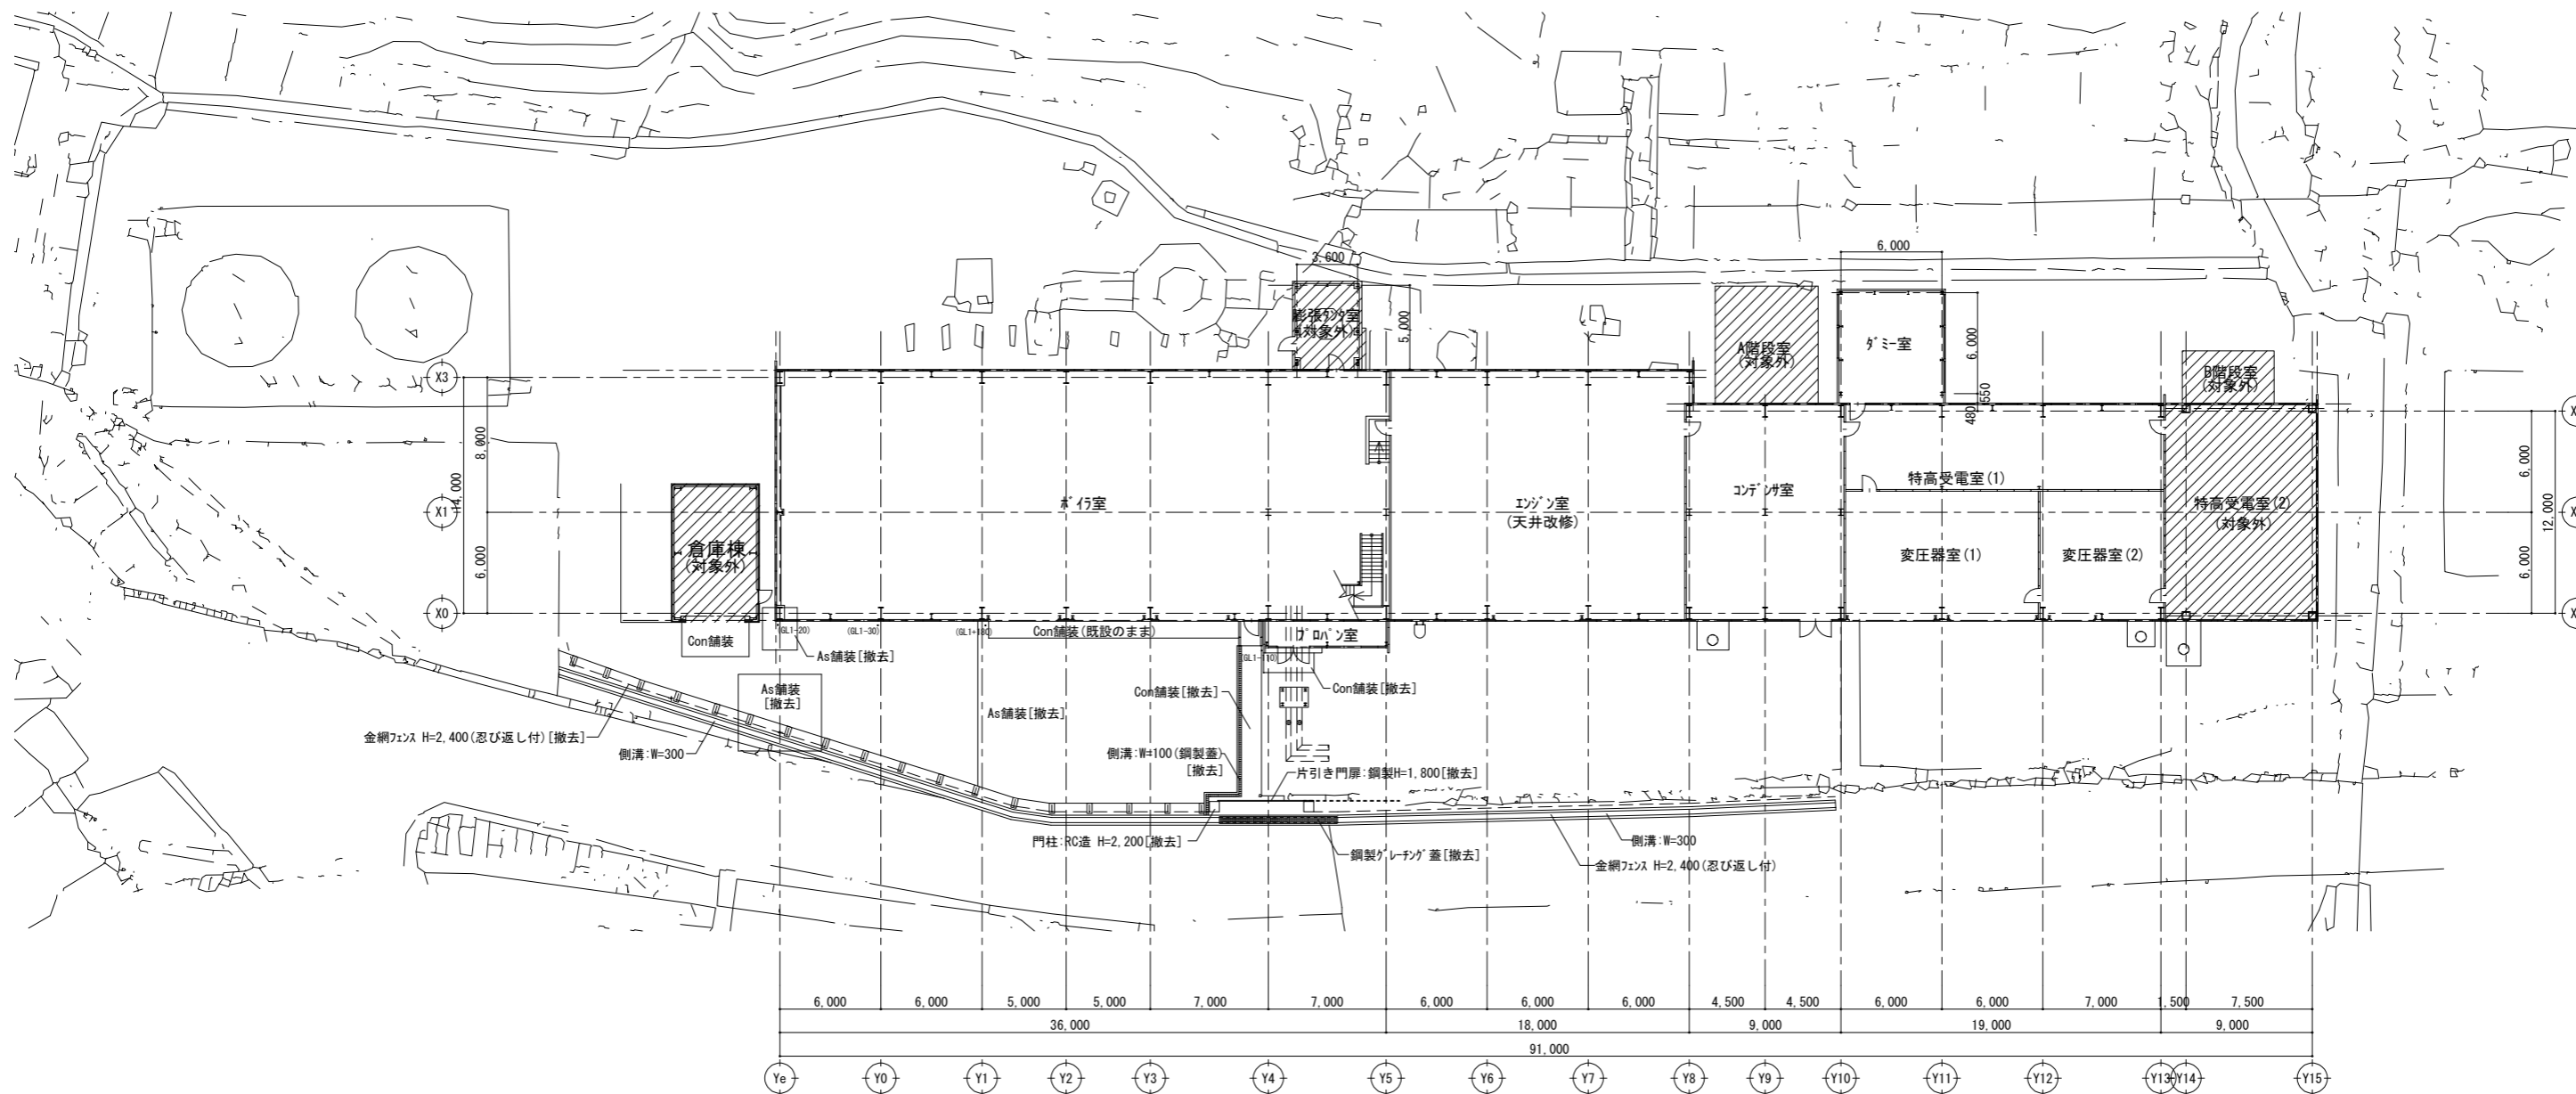 6,000
3,600
膨張タンク室
(対象外)
5,000
A階段室
(対象外)
ダミー室
6,000
550
480
B階段室
(対象外)
X3
8,000
14,000
6,000
X1
X0
倉庫棟
(対象外)
ボイラ室
エンジン室
(天井改修)
コンデンサ室
特高受電室(1)
変圧器室(1)
変圧器室(2)
特高受電室(2)
(対象外)
6,000
12,000
6,000
プロパン室
(GL1-20)
(GL1-30)
(GL1+180)
Con舗装(既設のまま)
(GL1-110)
Con舗装
As舗装[撤去]
As舗装
[撤去]
As舗装[撤去]
Con舗装[撤去]
Con舗装[撤去]
金網フェンス H=2,400(忍び返し付)[撤去]
側溝:W=300
側溝:W=100(鋼製蓋)
[撤去]
片引き門扉:鋼製H=1,800[撤去]
門柱:RC造 H=2,200[撤去]
鋼製グレーチング蓋[撤去]
側溝:W=300
金網フェンス H=2,400(忍び返し付)
6,000 6,000 5,000 5,000 7,000 7,000 6,000 6,000 6,000 4,500 4,500 6,000 6,000 7,000 1,500 7,500
36,000 18,000 9,000 19,000 9,000
91,000
Ye Y0 Y1 Y2 Y3 Y4 Y5 Y6 Y7 Y8 Y9 Y10 Y11 Y12 Y13 Y14 Y15